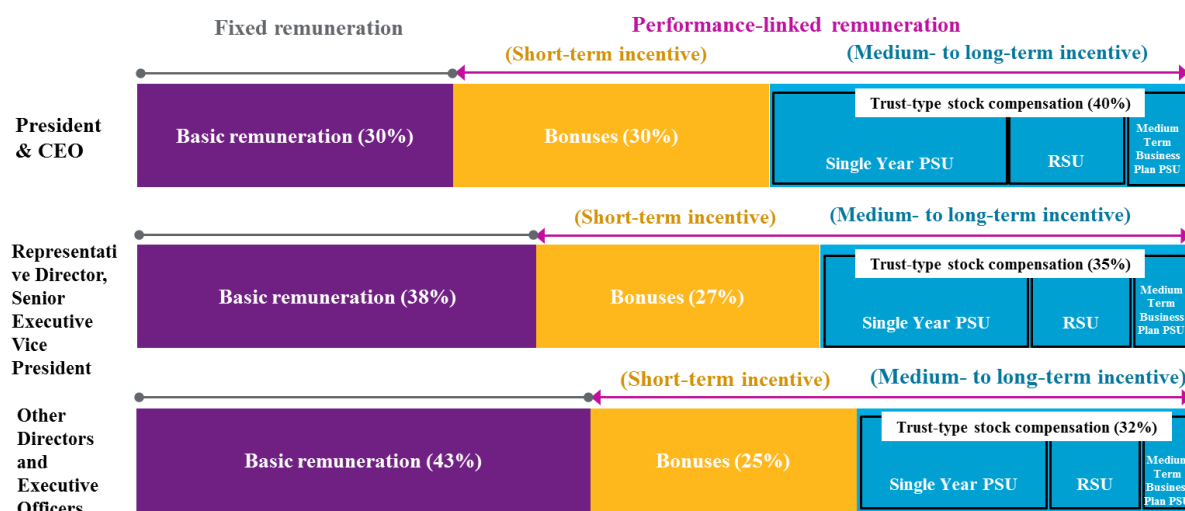 Fixed remuneration
Performance-linked remuneration
(Short-term incentive)
(Medium- to long-term incentive)
President
& CEO
Basic remuneration (30%)
Bonuses (30%)
Trust-type stock compensation (40%)
Single Year PSU
RSU
Medium
Term
Business
Plan PSU
(Short-term incentive)
(Medium- to long-term incentive)
Representati
ve Director,
Senior
Executive
Vice
President
Basic remuneration (38%)
Bonuses (27%)
Trust-type stock compensation (35%)
Single Year PSU
RSU
Medium
Term
Business
Plan PSU
(Short-term incentive)
(Medium- to long-term incentive)
Other
Directors
and
Executive
Officers
Basic remuneration (43%)
Bonuses (25%)
Trust-type stock compensation (32%)
Single Year PSU
RSU
Medium
Term
Business
Plan PSU